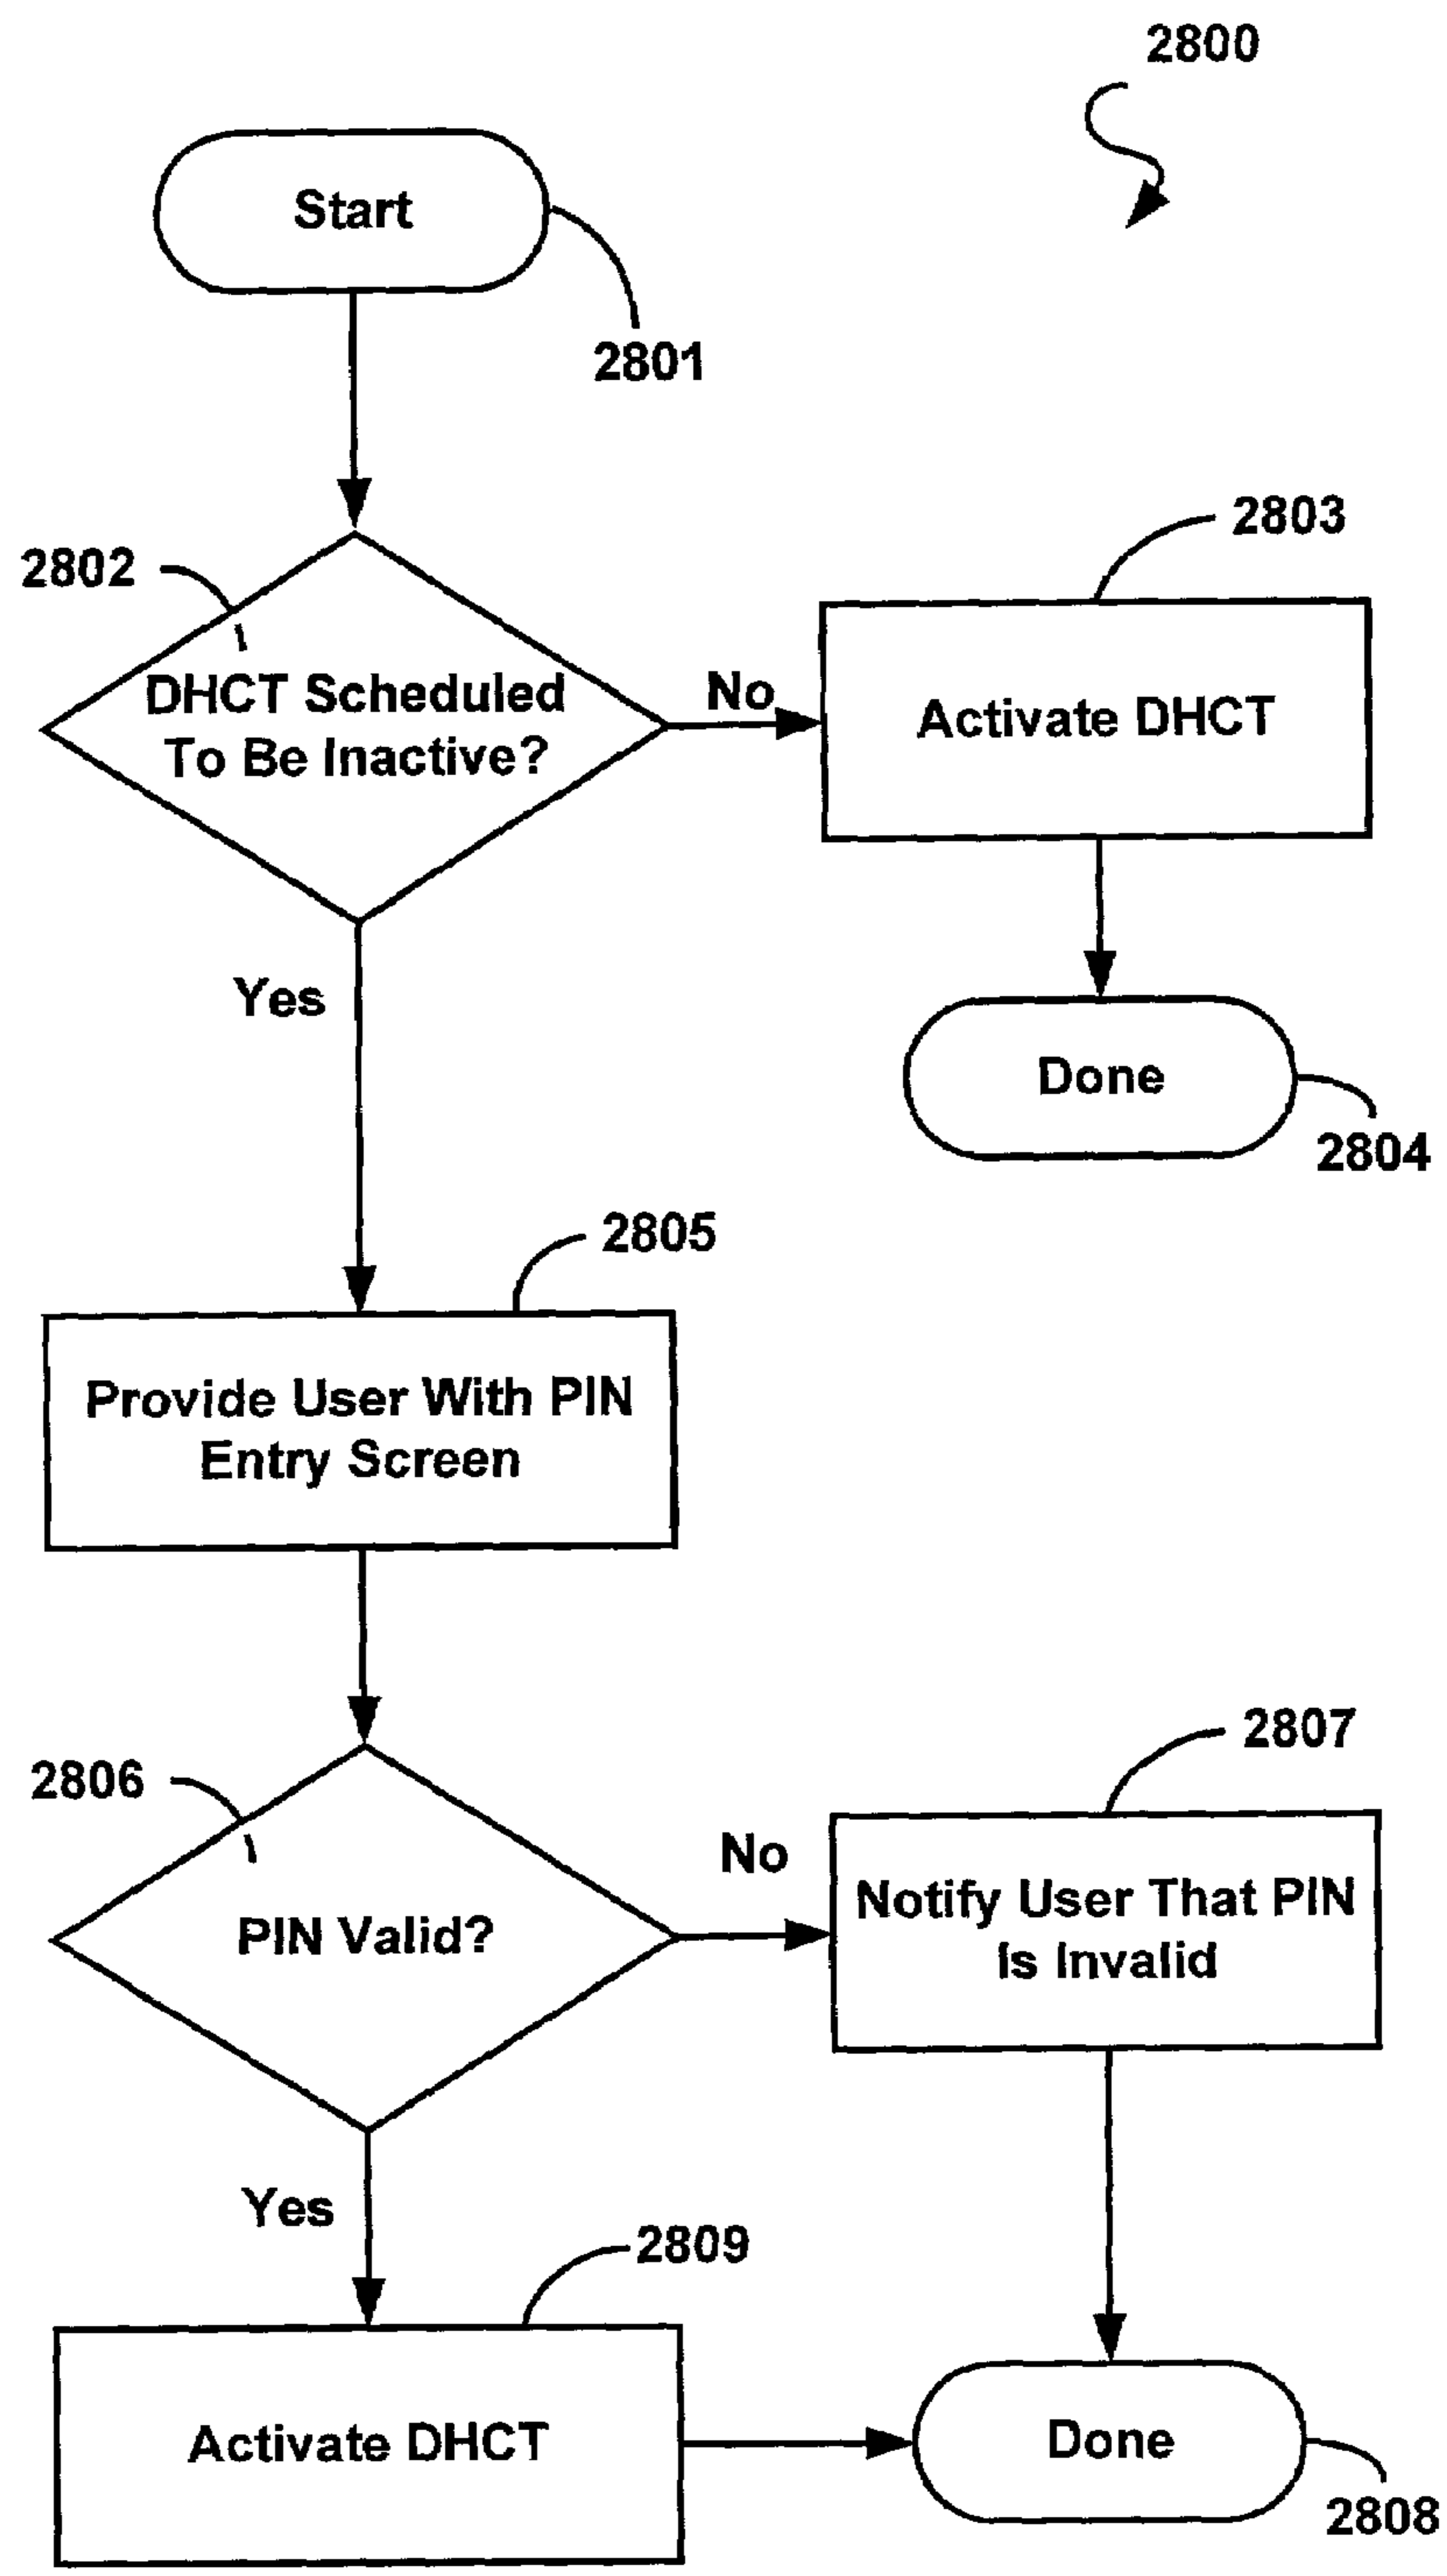 2800
Start
2801
2802
DHCT Scheduled
To Be Inactive?
No
2803
Activate DHCT
Yes
Done
2804
2805
Provide User With PIN
Entry Screen
2806
PIN Valid?
No
2807
Notify User That PIN
Is Invalid
Yes
2809
Activate DHCT
Done
2808